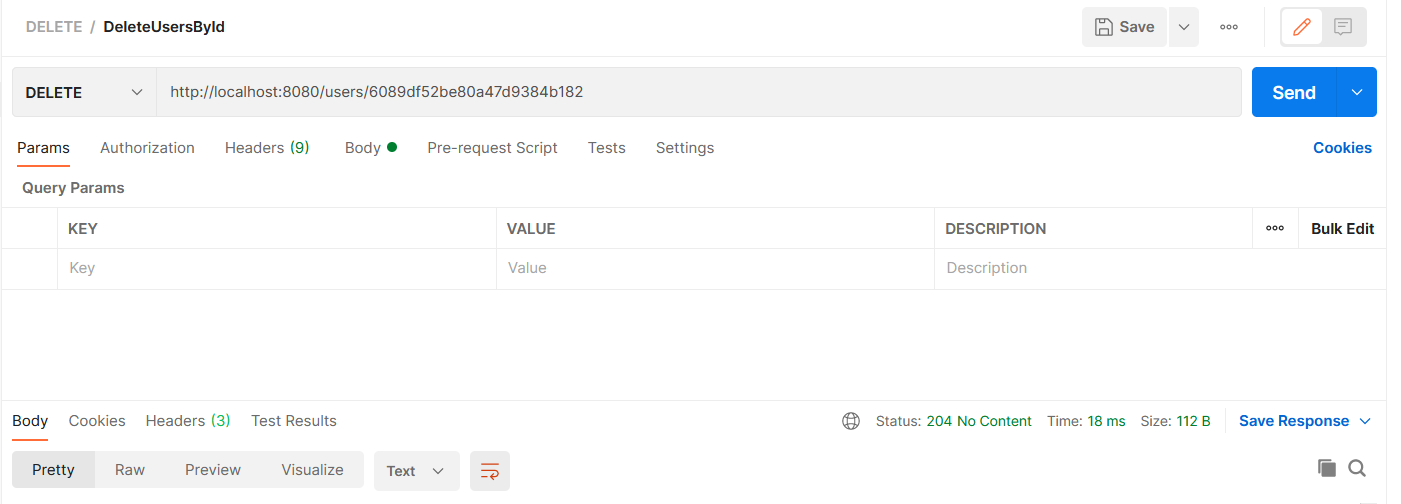 DELETE / DeleteUsersById
Save
DELETE http://localhost:8080/users/6089df52be80a47d9384b182 Send
Params Authorization Headers (9) Body Pre-request Script Tests Settings Cookies
Query Params
KEY VALUE DESCRIPTION Bulk Edit
Key Value Description
Body Cookies Headers (3) Test Results Status: 204 No Content Time: 18 ms Size: 112 B Save Response
Pretty Raw Preview Visualize Text